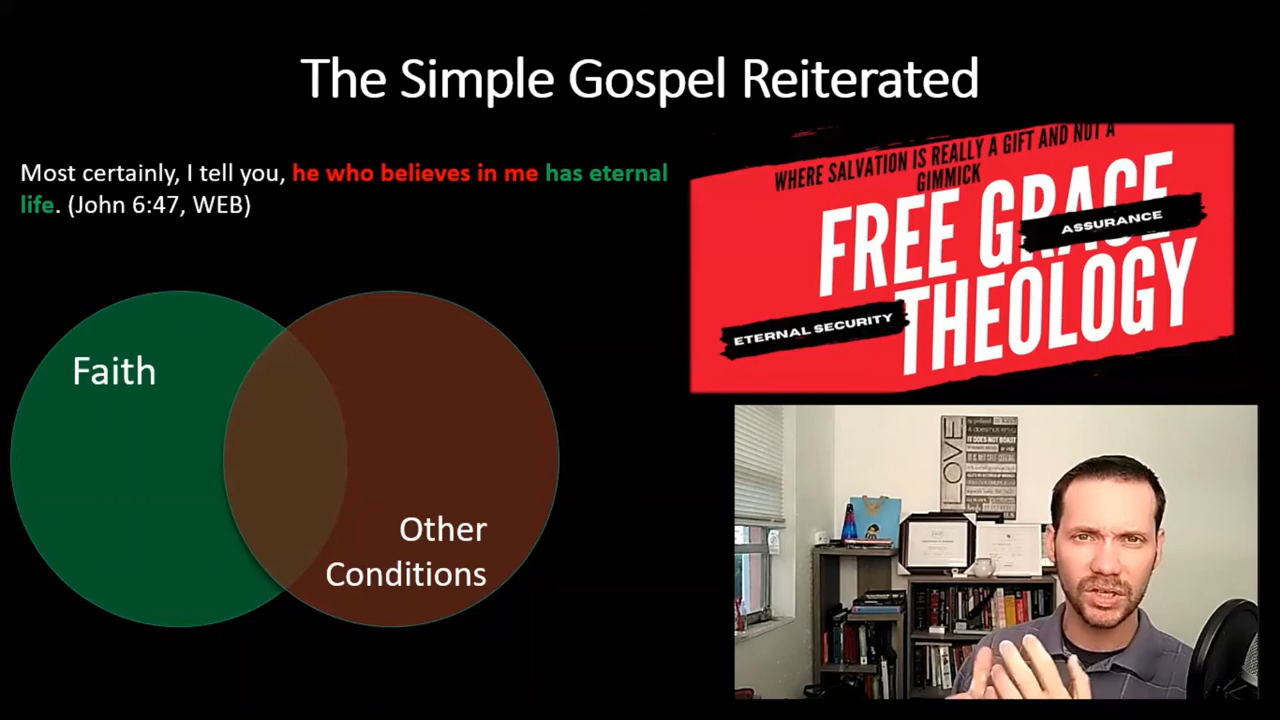 The Simple Gospel Reiterated
Most certainly, I tell you, he who believes in me has eternal
life. (John 6:47, WEB)
WHERE SALVATION IS REALLY A GIFT AND NOT A
GIMMICK
FREE GRACE
ASSURANCE
THEOLOGY
ETERNAL SECURITY
Faith
Other
Conditions
LOVE
IT DOES NOT BOAST